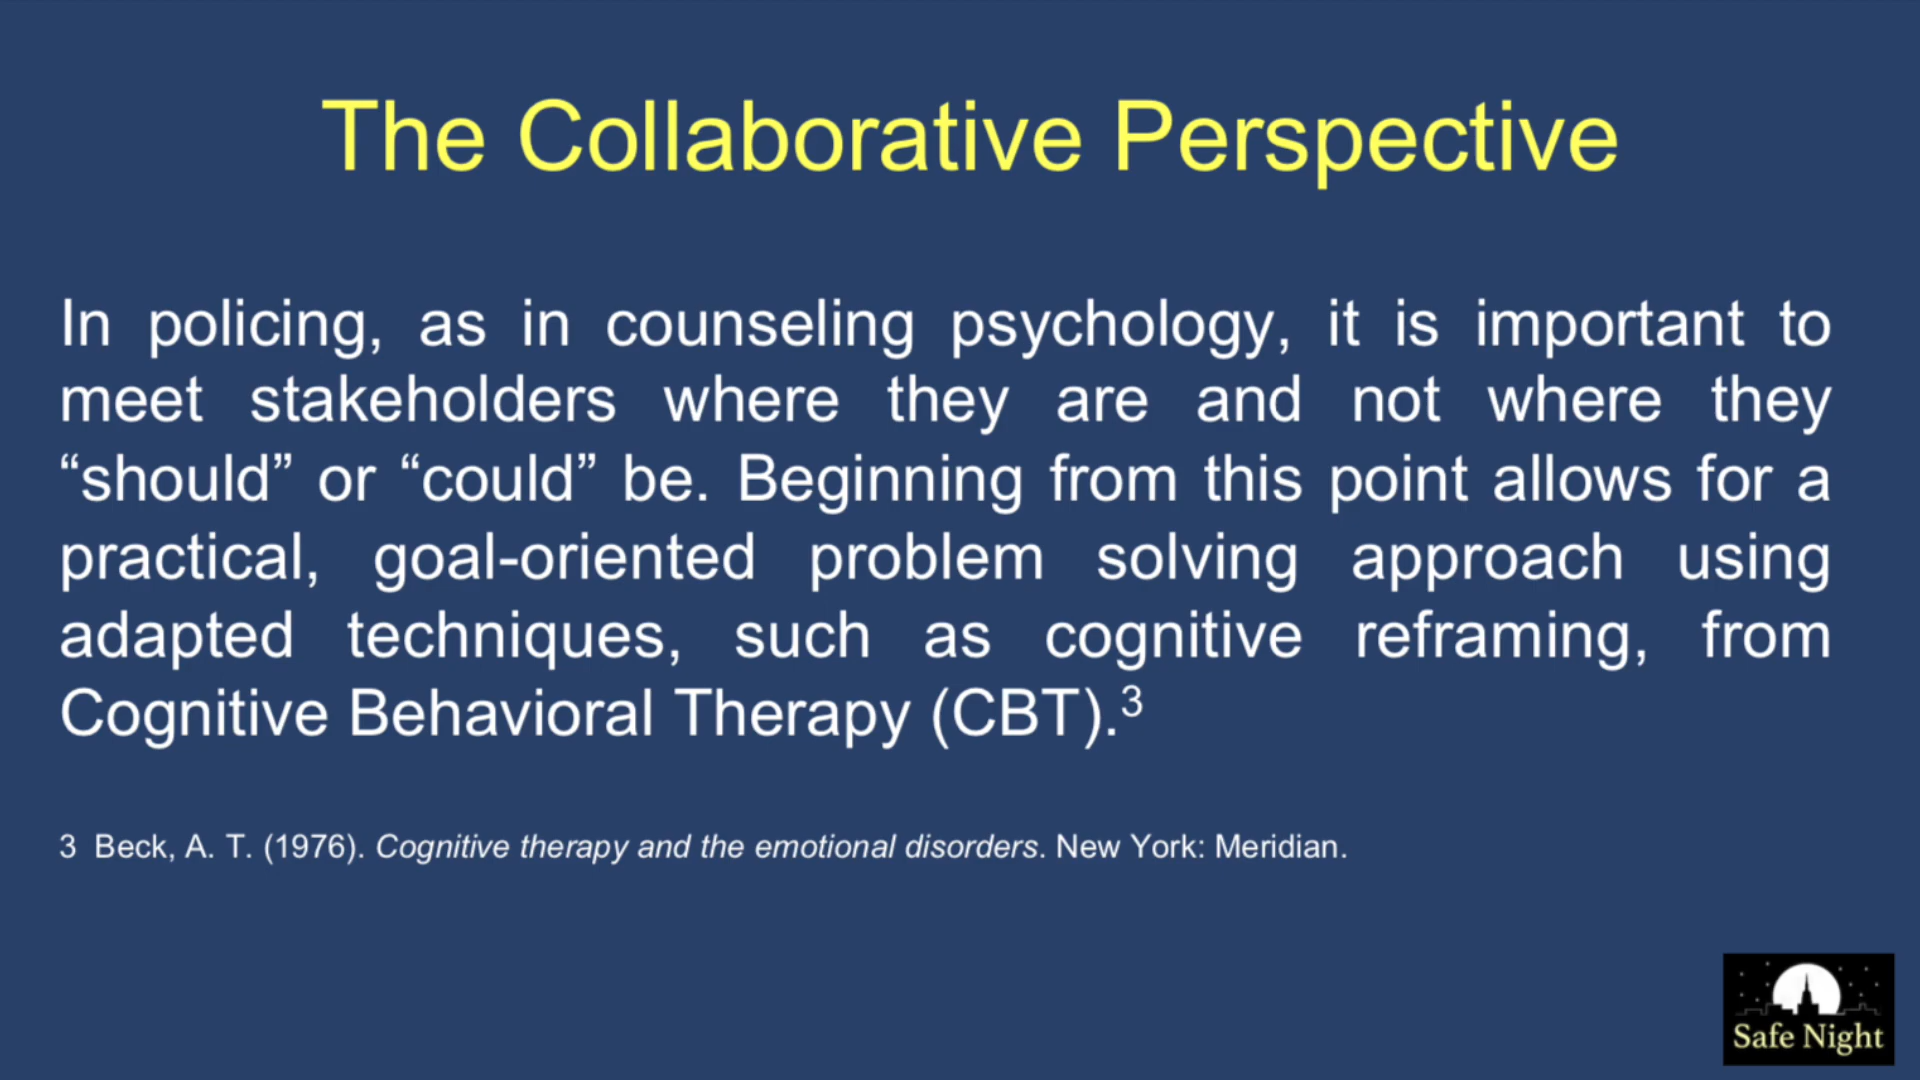 The Collaborative Perspective
In policing, as in counseling psychology, it is important to
meet stakeholders where they are and not where they
“should” or “could” be. Beginning from this point allows for a
practical, goal-oriented problem solving approach using
adapted techniques, such as cognitive reframing, from
Cognitive Behavioral Therapy (CBT).³
3 Beck, A. T. (1976). Cognitive therapy and the emotional disorders. New York: Meridian.
Safe Night